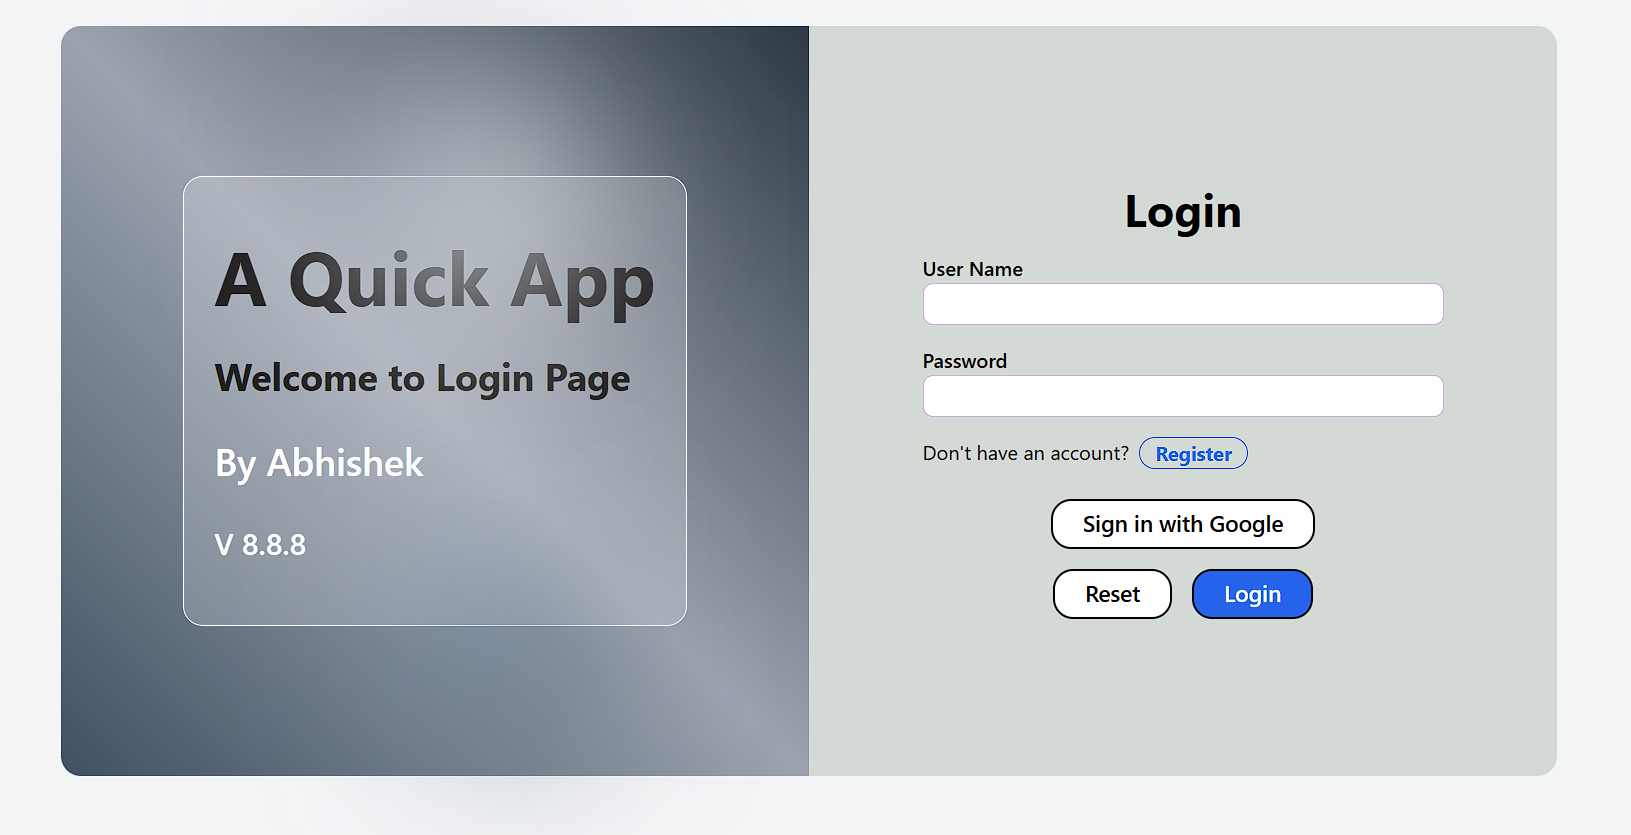 A Quick App
Welcome to Login Page
By Abhishek
V 8.8.8
Login
User Name
Password
Don't have an account? Register
Sign in with Google
Reset Login